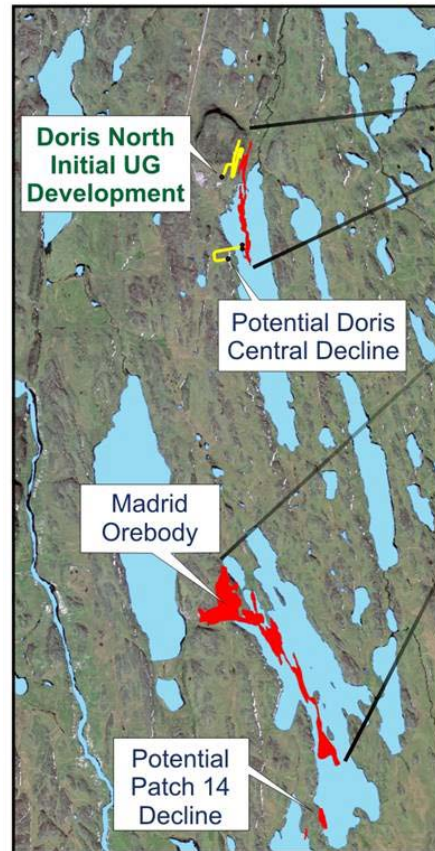 Doris North
Initial UG
Development
Potential Doris
Central Decline
Madrid
Orebody
Potential
Patch 14
Decline